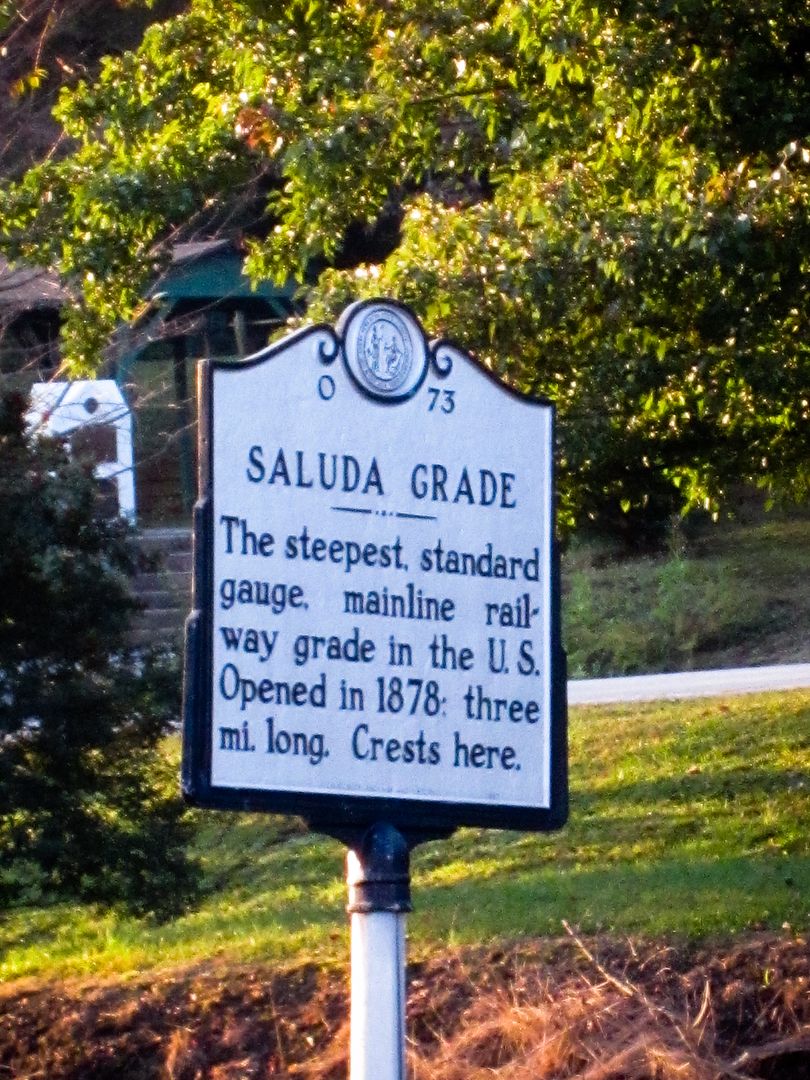 O 73
SALUDA GRADE
The steepest, standard
gauge, mainline rail-
way grade in the U.S.
Opened in 1878; three
mi. long. Crests here.